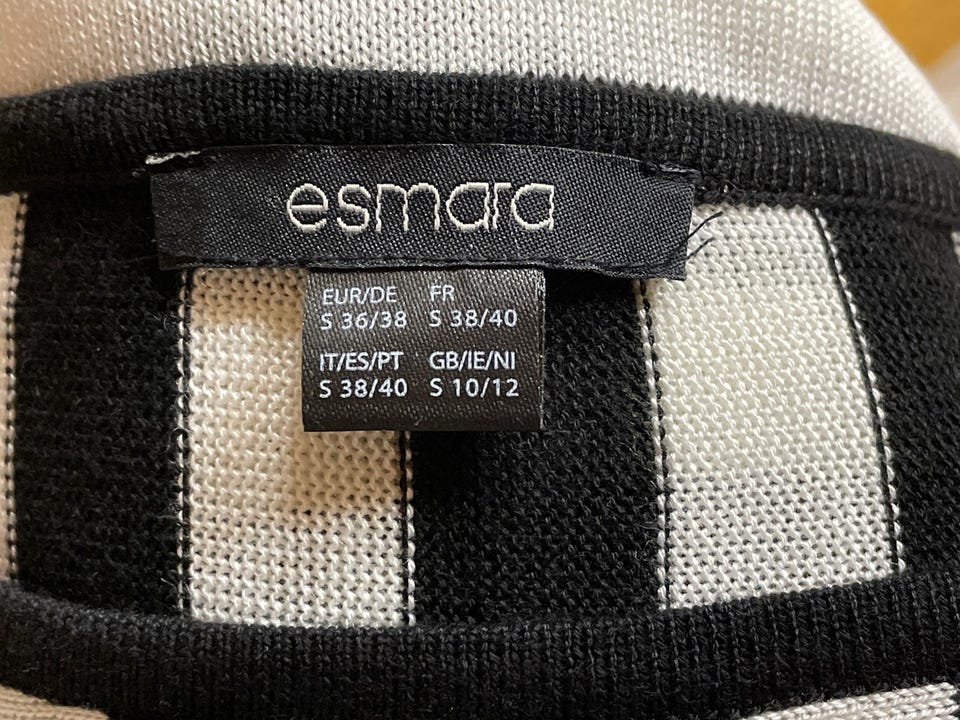 esmara
EUR/DE FR
S 36/38 S 38/40
IT/ES/PT GB/IE/NI
S 38/40 S 10/12